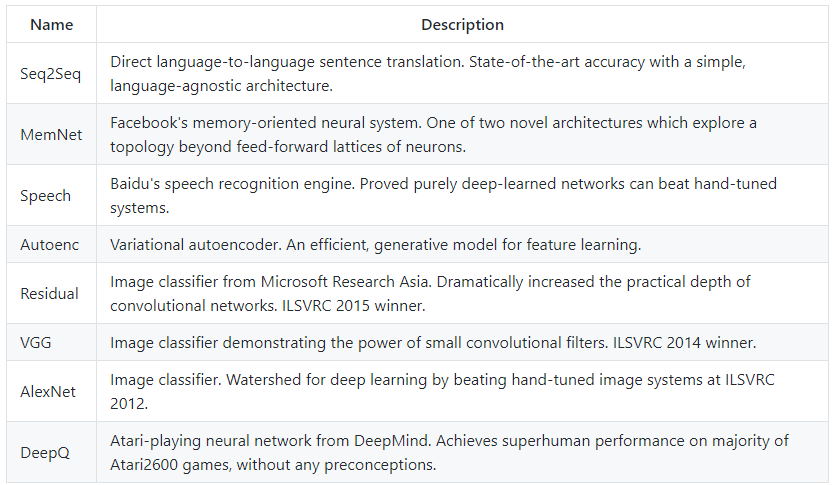 Name Description
Seq2Seq Direct language-to-language sentence translation. State-of-the-art accuracy with a simple,
language-agnostic architecture.
MemNet Facebook's memory-oriented neural system. One of two novel architectures which explore a
topology beyond feed-forward lattices of neurons.
Speech Baidu's speech recognition engine. Proved purely deep-learned networks can beat hand-tuned
systems.
Autoenc Variational autoencoder. An efficient, generative model for feature learning.
Residual Image classifier from Microsoft Research Asia. Dramatically increased the practical depth of
convolutional networks. ILSVRC 2015 winner.
VGG Image classifier demonstrating the power of small convolutional filters. ILSVRC 2014 winner.
AlexNet Image classifier. Watershed for deep learning by beating hand-tuned image systems at ILSVRC
2012.
DeepQ Atari-playing neural network from DeepMind. Achieves superhuman performance on majority of
Atari2600 games, without any preconceptions.